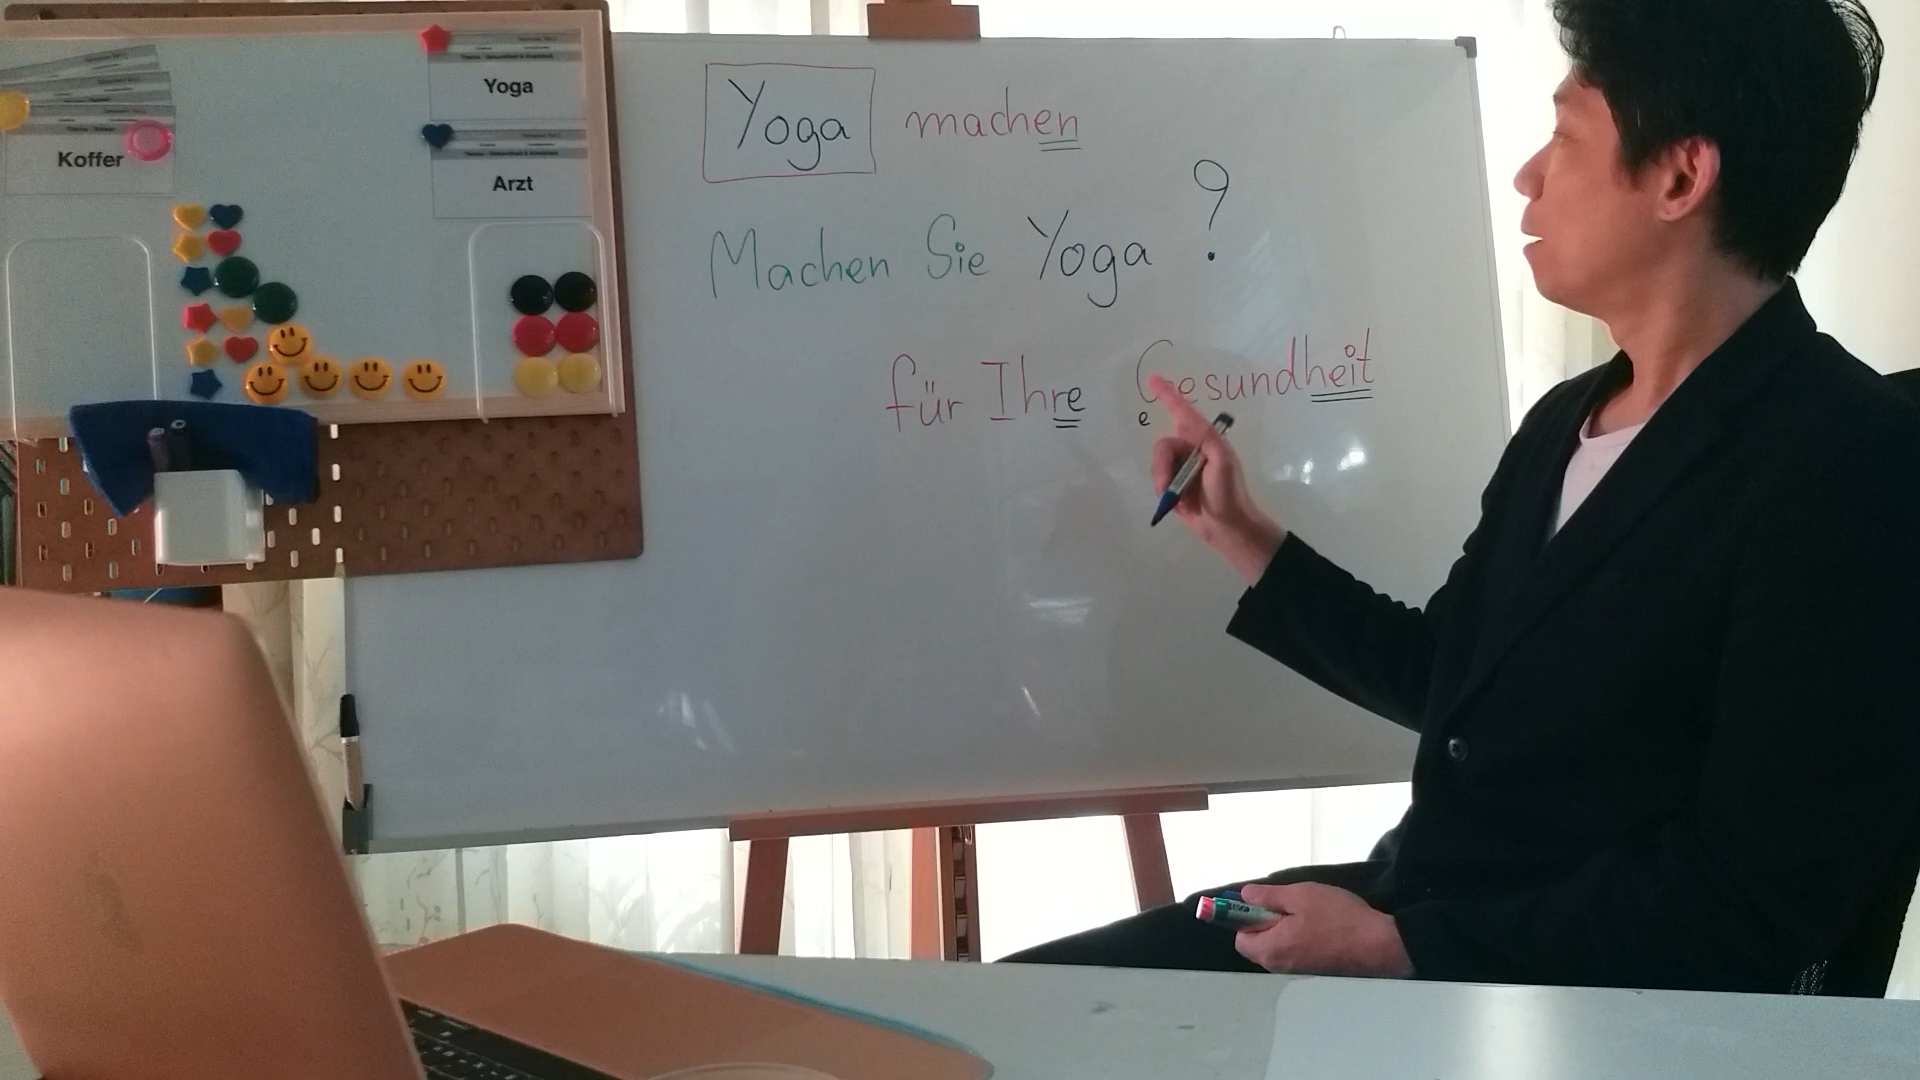 Koffer
Yoga
Arzt
Yoga machen
Machen Sie Yoga ?
für Ihre Gesundheit
e